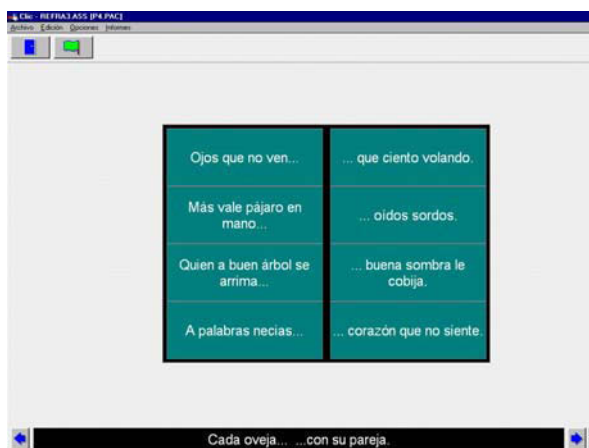 Clic - REFRA3.ASS [P4.PAC]
Archivo Edición Opciones Informes
Ojos que no ven...
... que ciento volando.
Más vale pájaro en
mano...
... oidos sordos.
Quien a buen árbol se
arrima...
... buena sombra le
cobija.
A palabras necias...
... corazón que no siente.
Cada oveja... ...con su pareja.